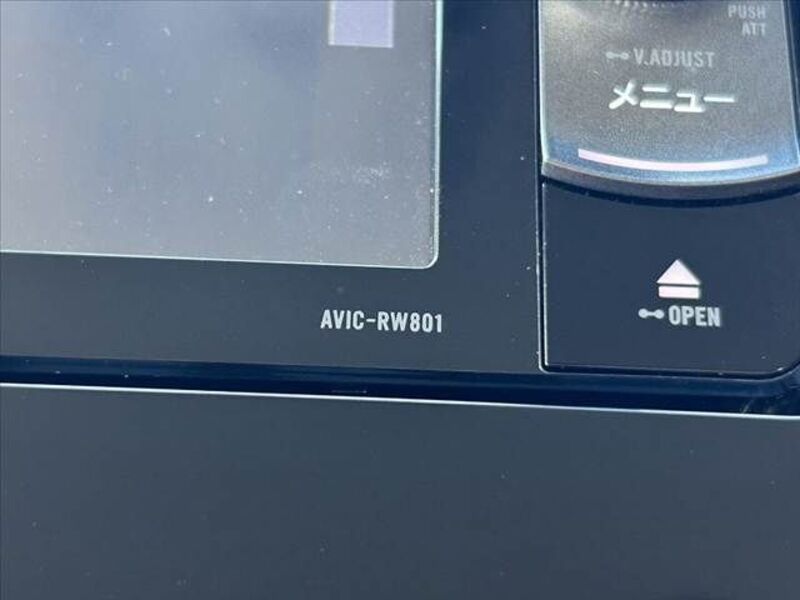 PUSH
ATT
V.ADJUST
メニュー
AVIC-RW801
OPEN